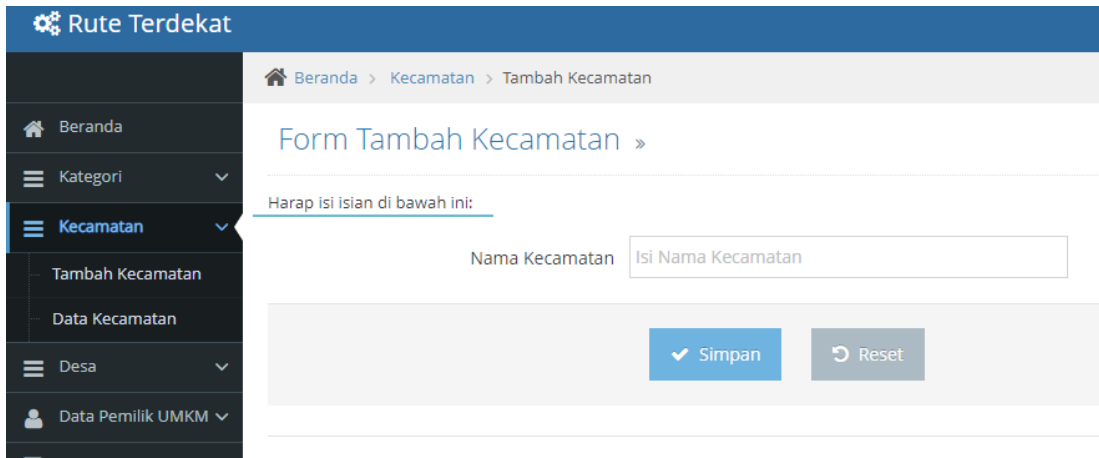 Rute Terdekat
Beranda > Kecamatan > Tambah Kecamatan
Beranda
Kategori
Kecamatan
Tambah Kecamatan
Data Kecamatan
Desa
Data Pemilik UMKM
Form Tambah Kecamatan »
Harap isi isian di bawah ini:
Nama Kecamatan Isi Nama Kecamatan
Simpan Reset